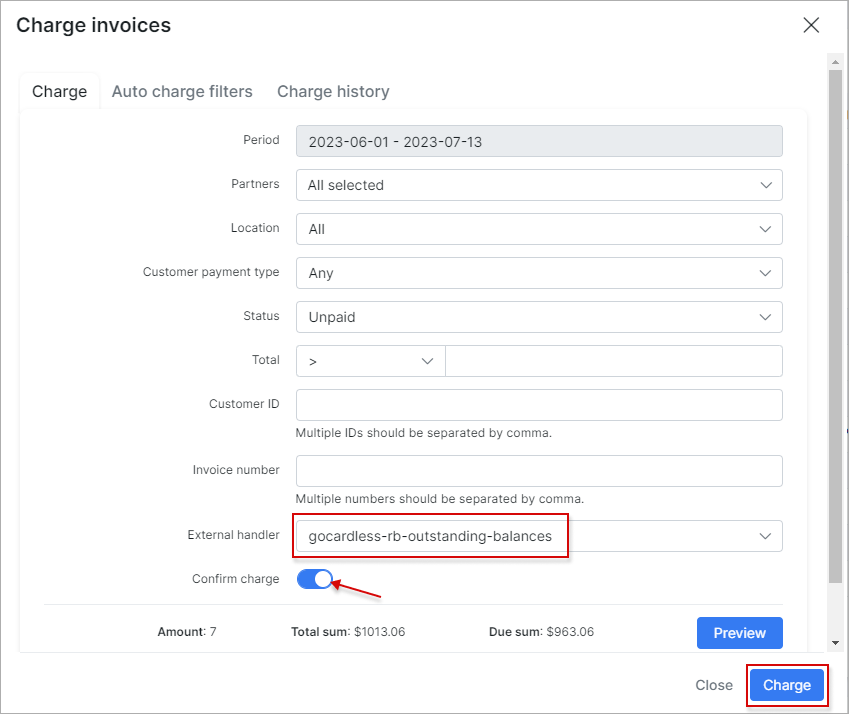 Charge invoices
Charge Auto charge filters Charge history
Period 2023-06-01 - 2023-07-13
Partners All selected
Location All
Customer payment type Any
Status Unpaid
Total >
Customer ID
Multiple IDs should be separated by comma.
Invoice number
Multiple numbers should be separated by comma.
External handler gocardless-rb-outstanding-balances
Confirm charge
Amount: 7 Total sum: $1013.06 Due sum: $963.06 Preview
Close Charge